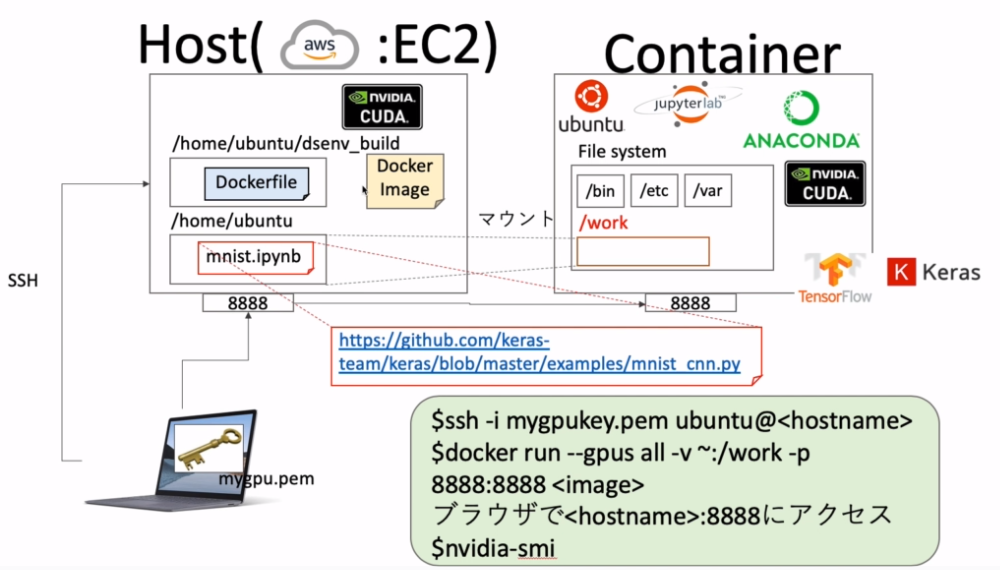 Host( aws :EC2)
Container
NVIDIA.
CUDA.
/home/ubuntu/dsenv_build
Dockerfile
Docker
Image
/home/ubuntu
mnist.ipynb
8888
SSH
マウント
ubuntu
jupyterlab™
ANACONDA
File system
/bin
/etc
/var
/work
NVIDIA.
CUDA.
TensorFlow
K Keras
8888
https://github.com/keras-
team/keras/blob/master/examples/mnist_cnn.py
mygpu.pem
$ssh -i mygpukey.pem ubuntu@<hostname>
$docker run --gpus all -v ~:/work -p
8888:8888 <image>
ブラウザで<hostname>:8888にアクセス
$nvidia-smi